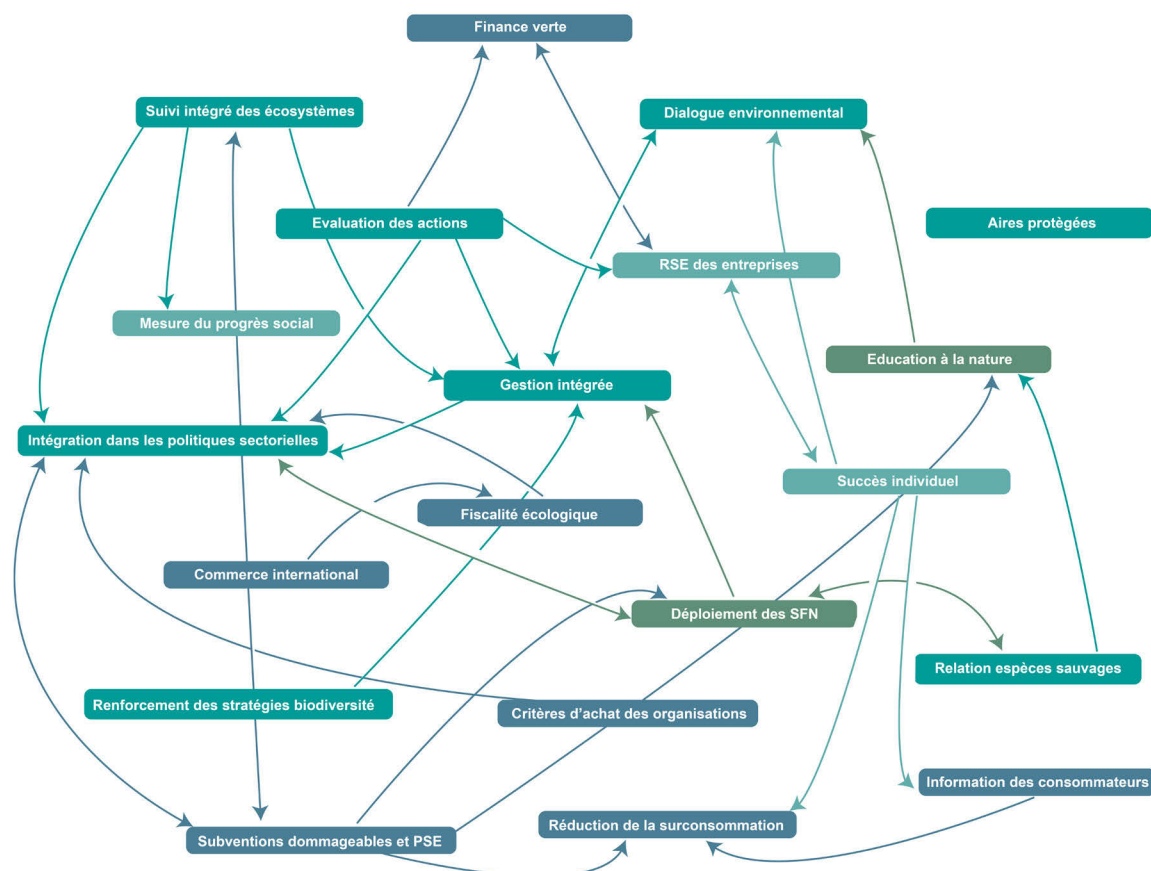 Finance verte
Suivi intégré des écosystèmes
Dialogue environnemental
Evaluation des actions
Aires protègées
RSE des entreprises
Mesure du progrès social
Education à la nature
Gestion intégrée
Intégration dans les politiques sectorielles
Succès individuel
Fiscalité écologique
Commerce international
Déploiement des SFN
Relation espèces sauvages
Renforcement des stratégies biodiversité
Critères d'achat des organisations
Information des consommateurs
Réduction de la surconsommation
Subventions dommageables et PSE